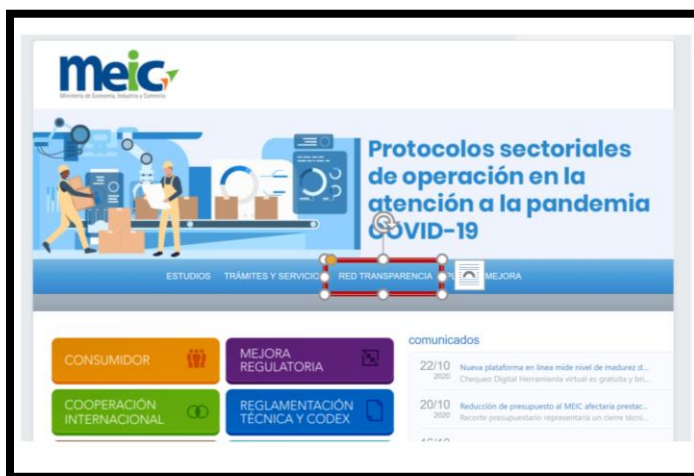 meic
Ministerio de Economía, Industria y Comercio
Protocolos sectoriales
de operación en la
atención a la pandemia
COVID-19
ESTUDIOS TRÁMITES Y SERVICIO RED TRANSPARENCIA MEJORA
CONSUMIDOR
MEJORA
REGULATORIA
COOPERACIÓN
INTERNACIONAL
REGLAMENTACIÓN
TÉCNICA Y CODEX
comunicados
22/10
2020
Nueva plataforma en línea mide nivel de madurez d...
Chequeo Digital Herramienta virtual es gratuita y bri...
20/10
2020
Reducción de presupuesto al MEIC afectaría prestac...
Recorte presupuestario representaría un cierre técni...